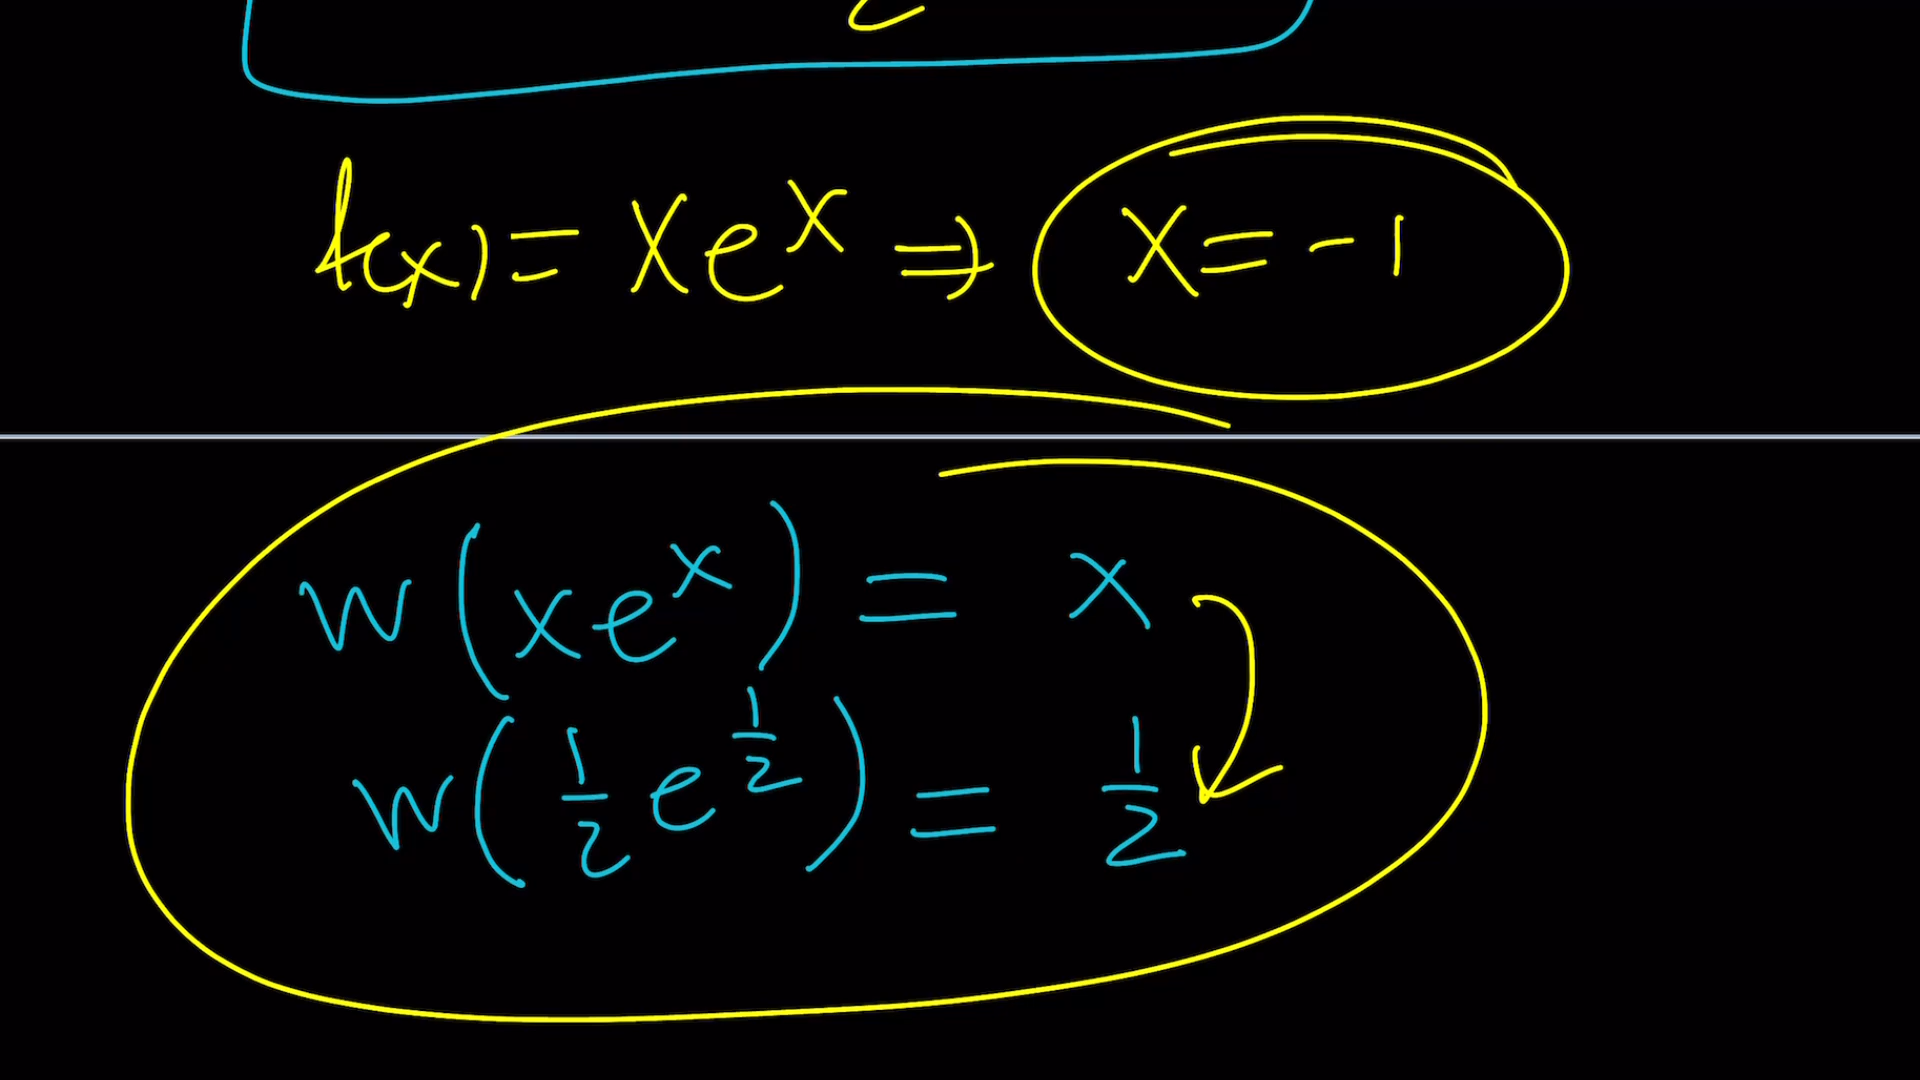 f(x) = xe^x ⇒ x = -1
W(xe^x) = x
W(1/2 e^1/2) = 1/2